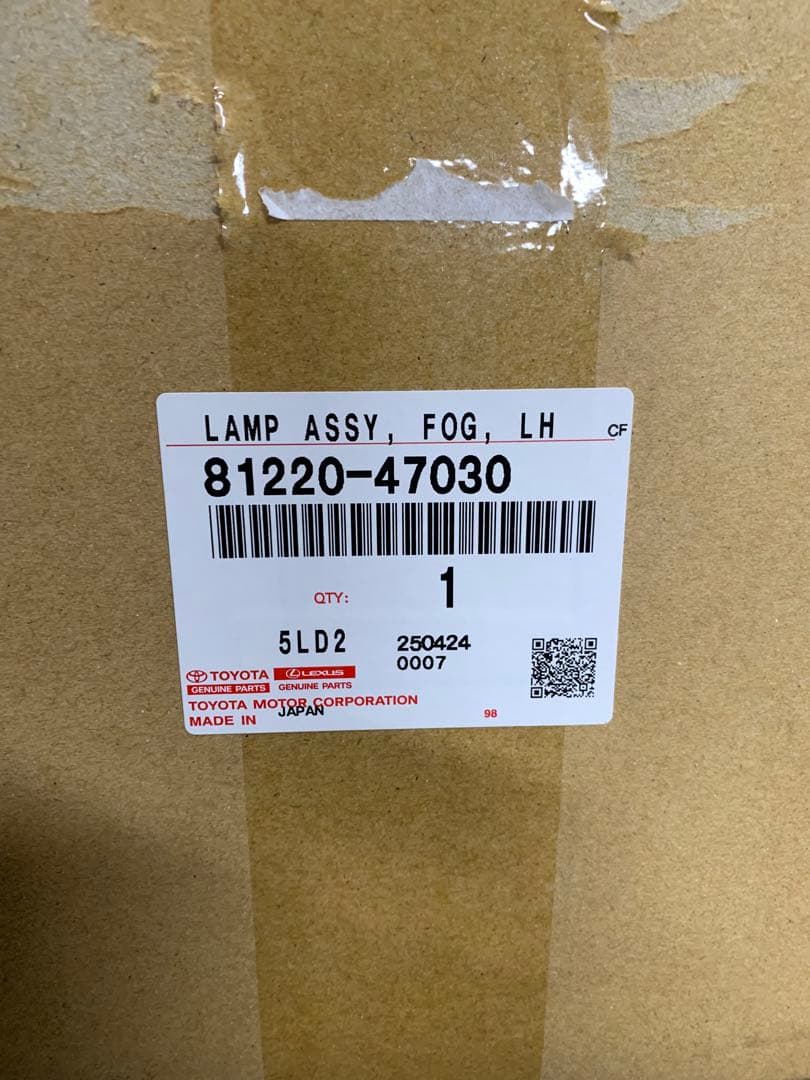 LAMP ASSY, FOG, LH CF
81220-47030
QTY: 1
5LD2 250424
0007
TOYOTA LEXUS
GENUINE PARTS GENUINE PARTS
TOYOTA MOTOR CORPORATION
MADE IN JAPAN 98